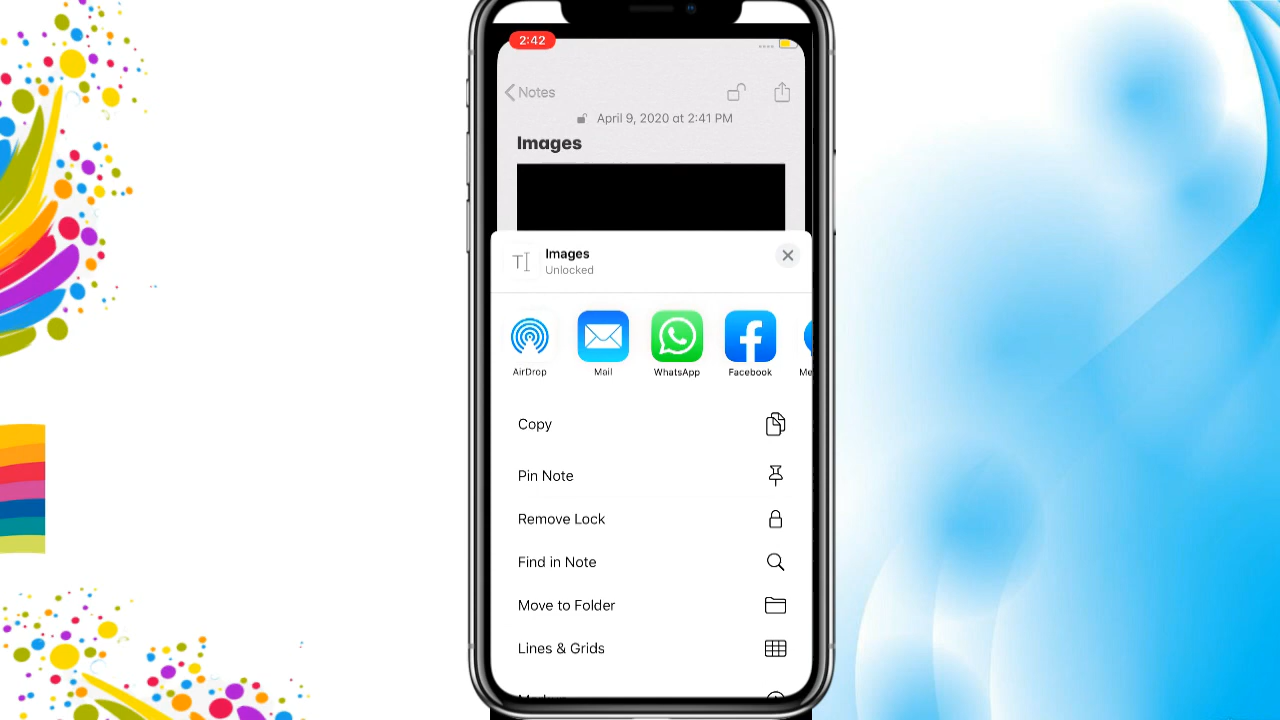 2:42
Notes
April 9, 2020 at 2:41 PM
Images
Images
Unlocked
AirDrop
Mail
WhatsApp
Facebook
Me
Copy
Pin Note
Remove Lock
Find in Note
Move to Folder
Lines & Grids